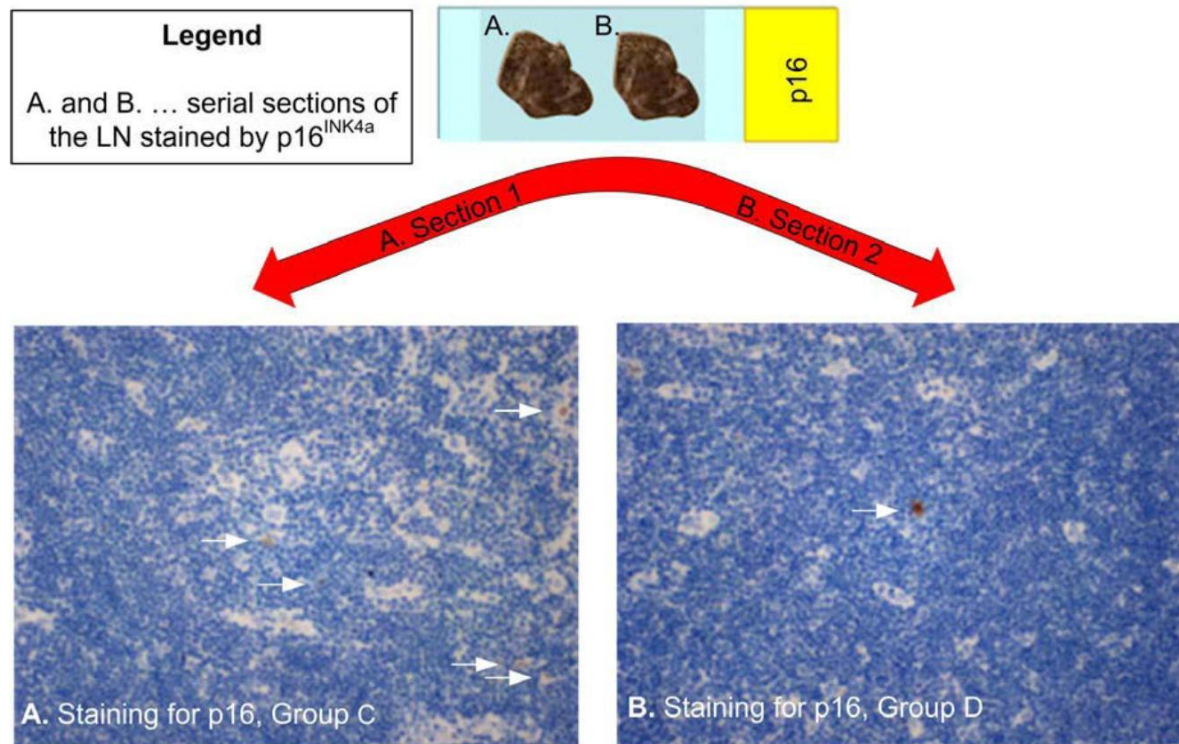 Legend
A. and B. … serial sections of
the LN stained by p16INK4a
A.
B.
p16
A. Section 1
B. Section 2
A. Staining for p16, Group C
B. Staining for p16, Group D